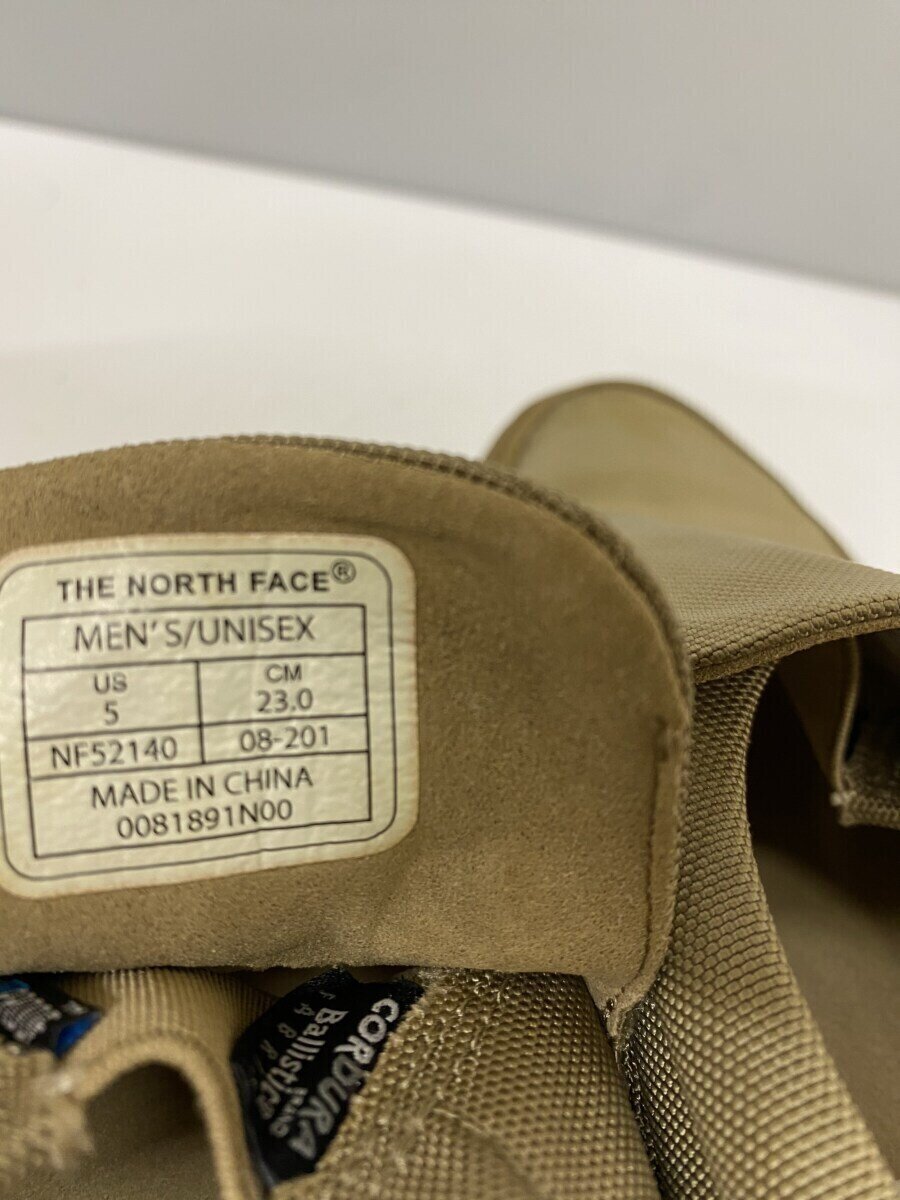 THE NORTH FACE®
MEN'S/UNISEX
US CM
5 23.0
NF52140 08-201
MADE IN CHINA
0081891N00
CORDURA
Ballistic